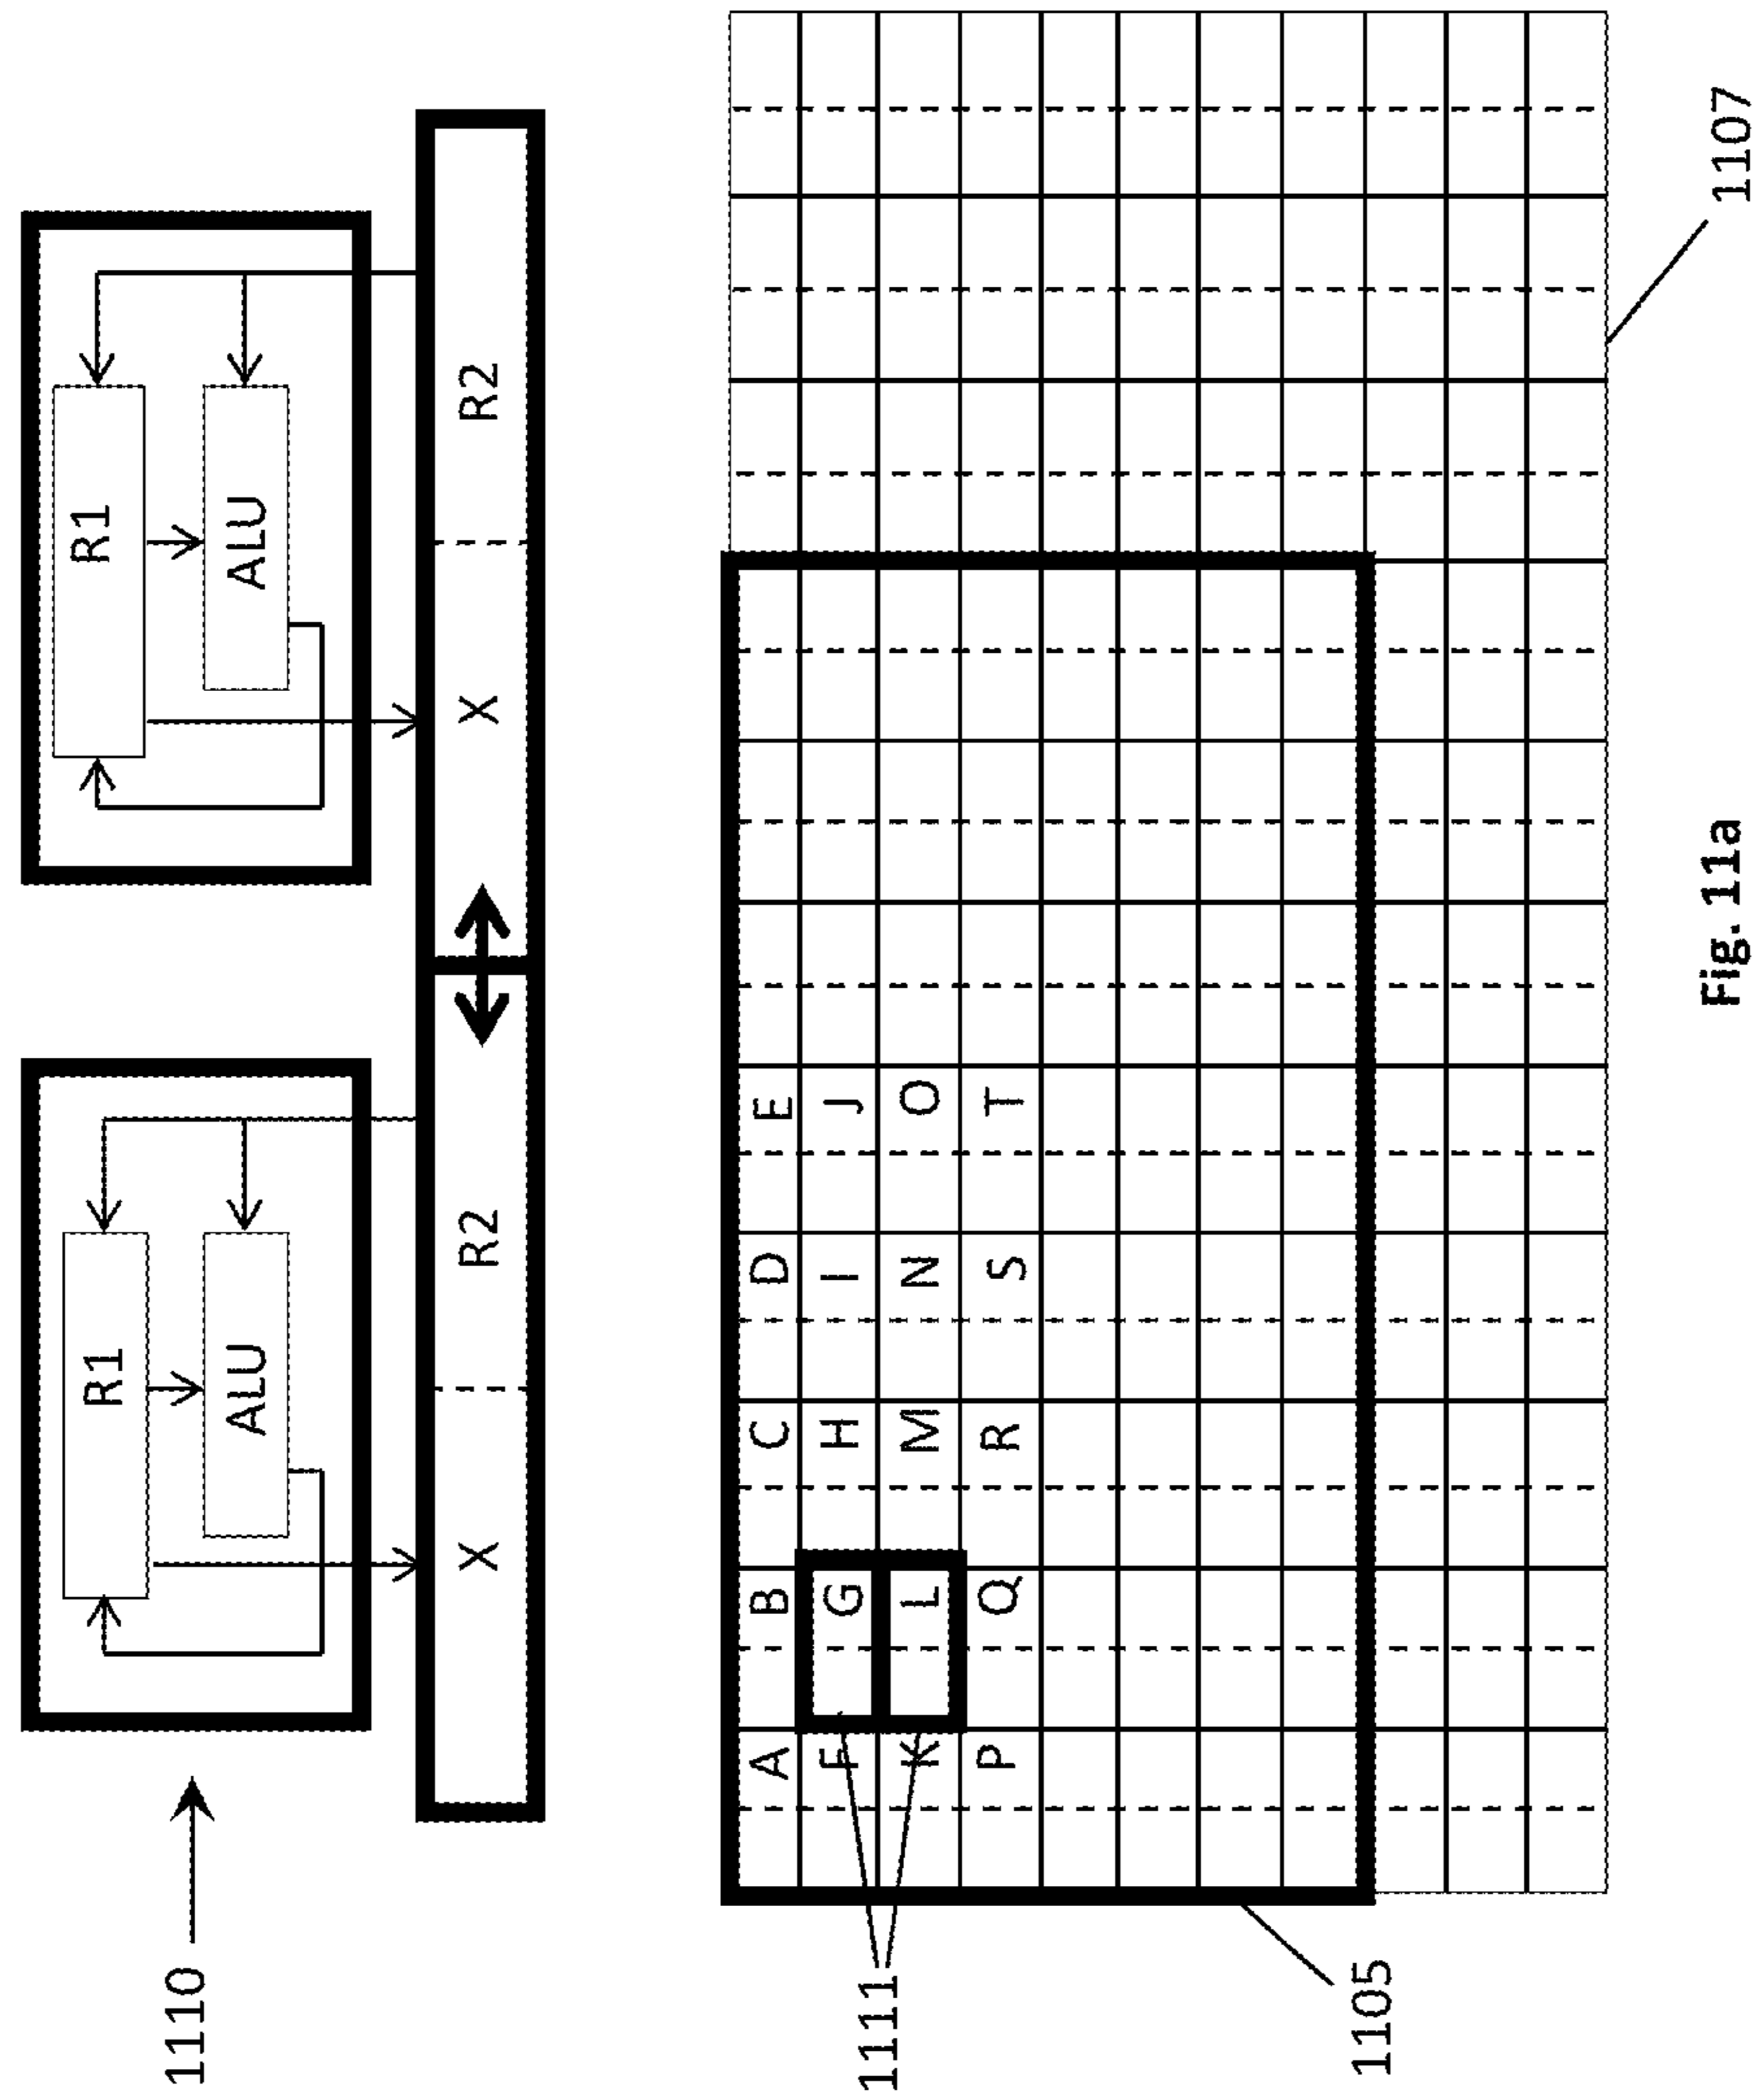 R1 R1
1110
ALU ALU
X R2 X R2
A B C D E
F G H I J
1111
K L M N O
P Q R S T
1105
1107
Fig. 11a